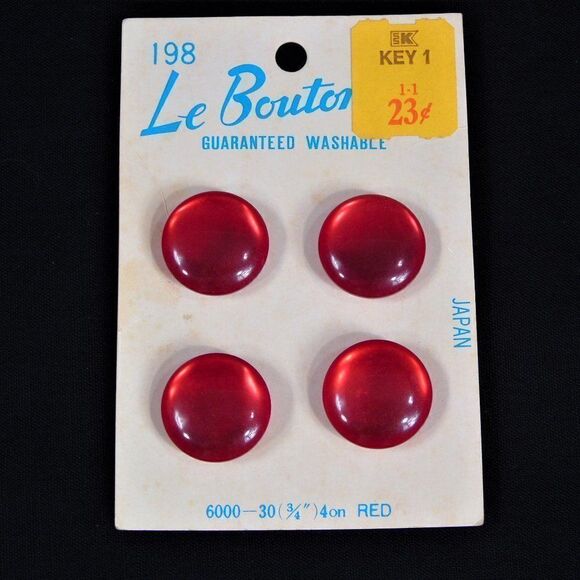 198
Le Bouton
GUARANTEED WASHABLE
K
KEY 1
1-1
23¢
JAPAN
6000-30(3/4")4on RED